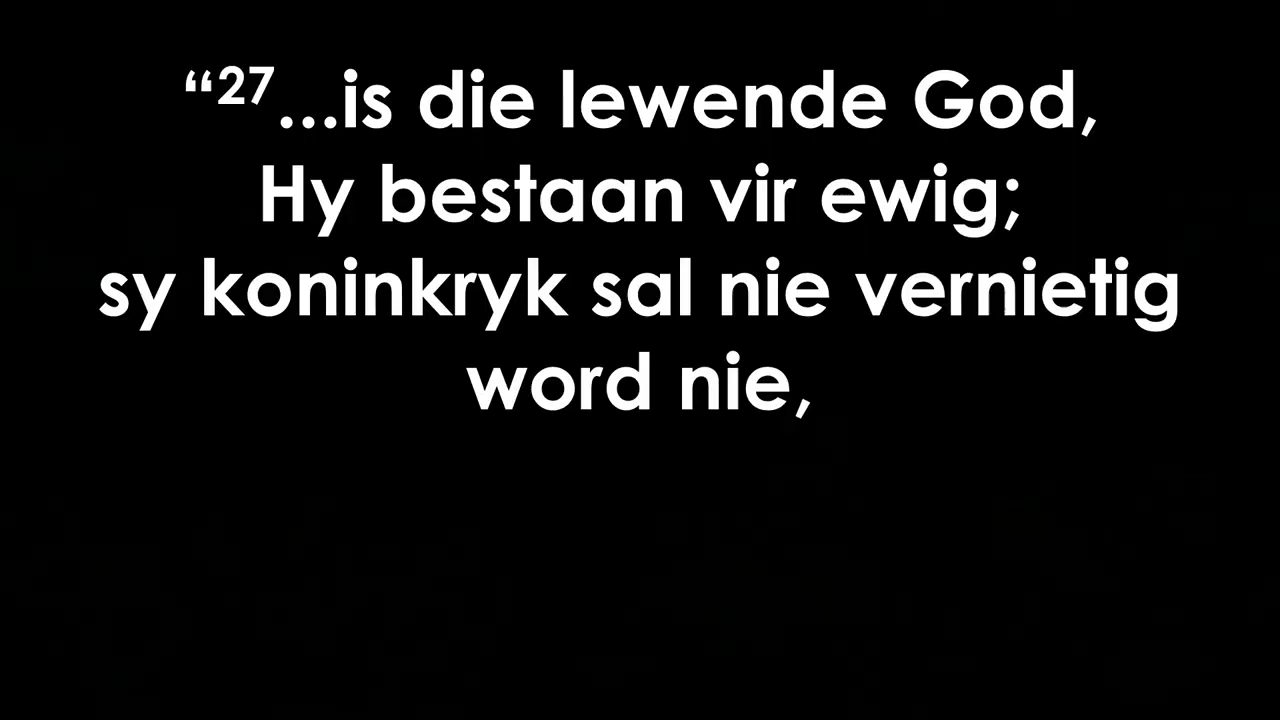 “²⁷...is die lewende God,
Hy bestaan vir ewig;
sy koninkryk sal nie vernietig
word nie,